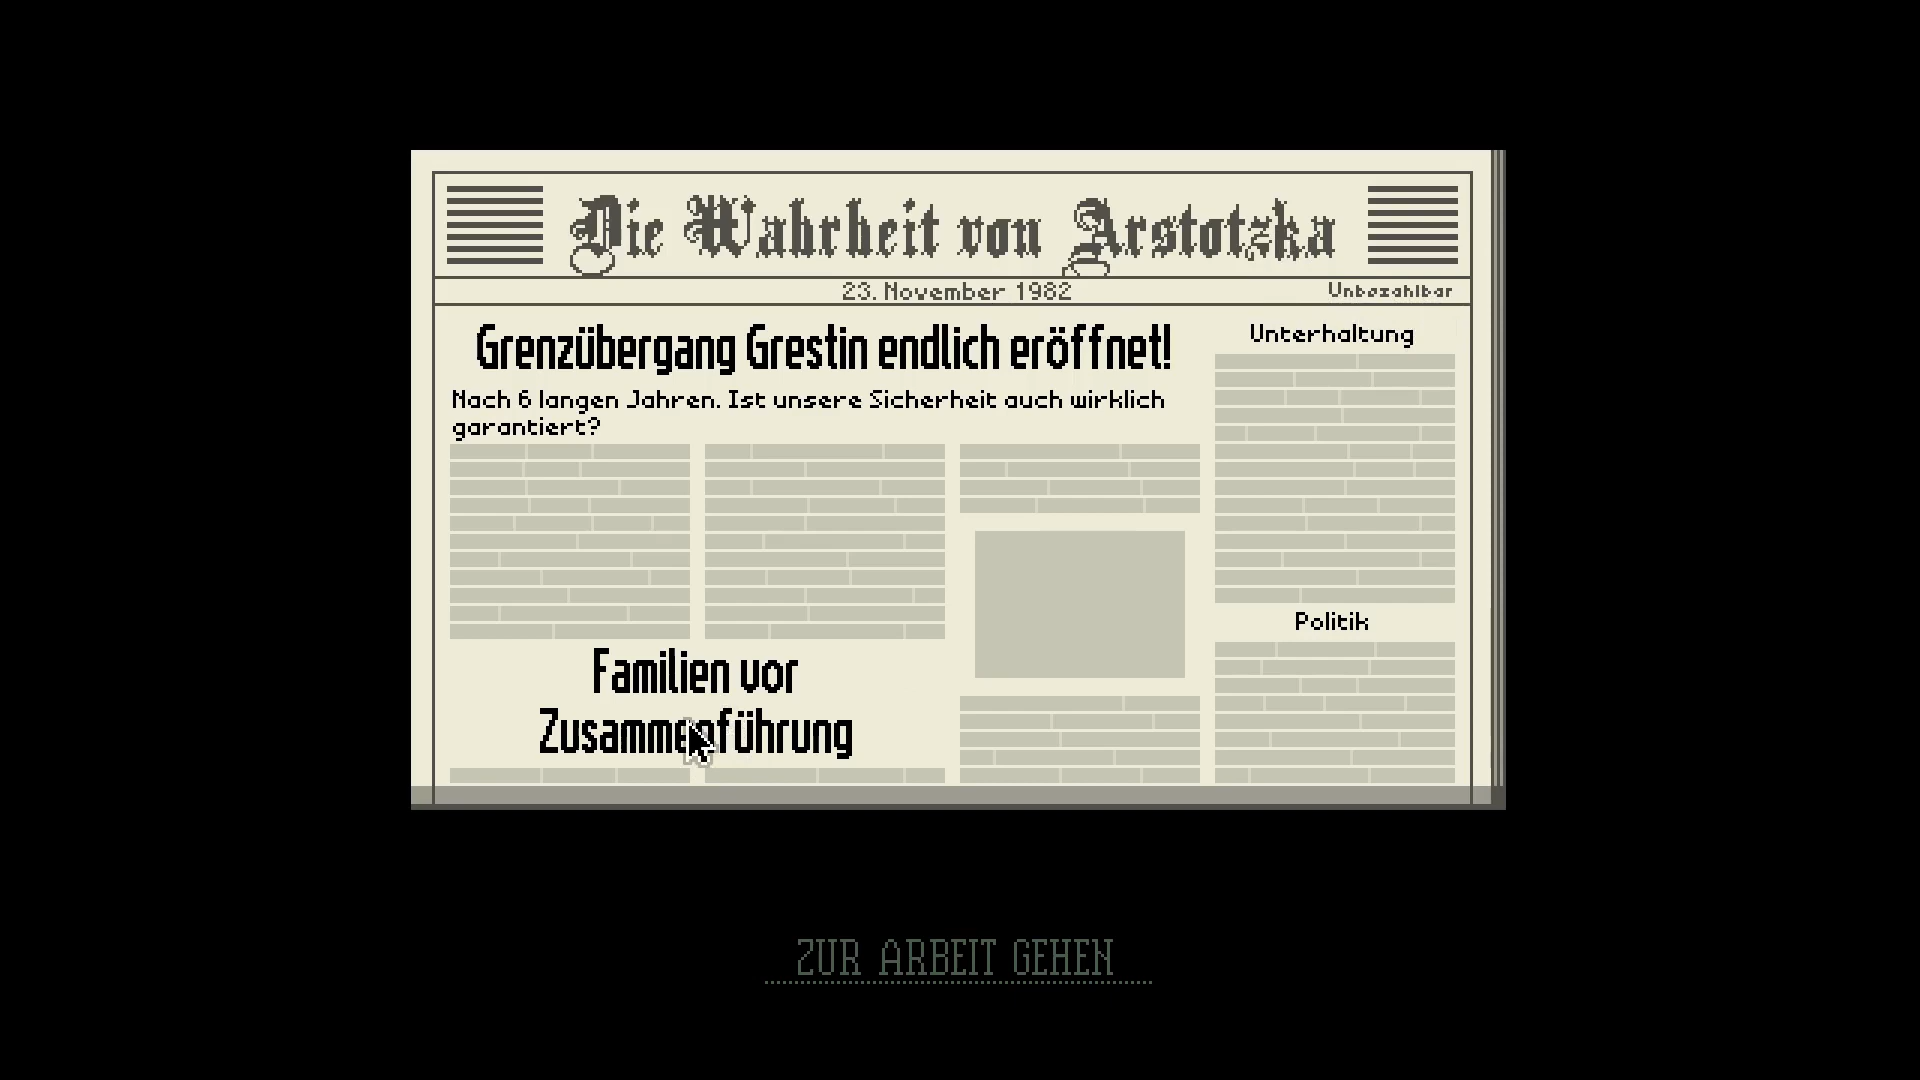 Die Wahrheit von Arstotzka
23. November 1982
Unbezahlbar
Grenzübergang Grestin endlich eröffnet!
Nach 6 langen Jahren. Ist unsere Sicherheit auch wirklich
garantiert?
Familien vor
Zusammenführung
Unterhaltung
Politik
ZUR ARBEIT GEHEN